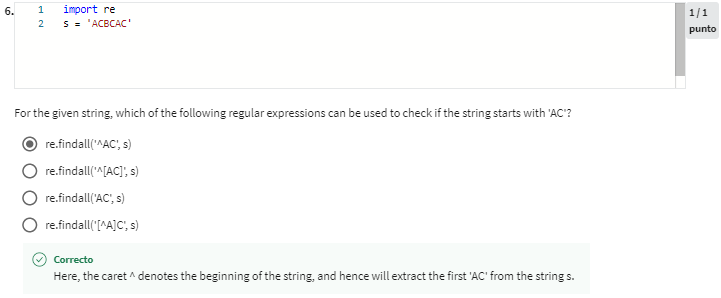 6.
1 import re
2 s = 'ACBCAC'
1 / 1
punto
For the given string, which of the following regular expressions can be used to check if the string starts with 'AC'?
re.findall('^AC', s)
re.findall('^[AC]', s)
re.findall('AC', s)
re.findall('[^A]C', s)
Correcto
Here, the caret ^ denotes the beginning of the string, and hence will extract the first 'AC' from the string s.